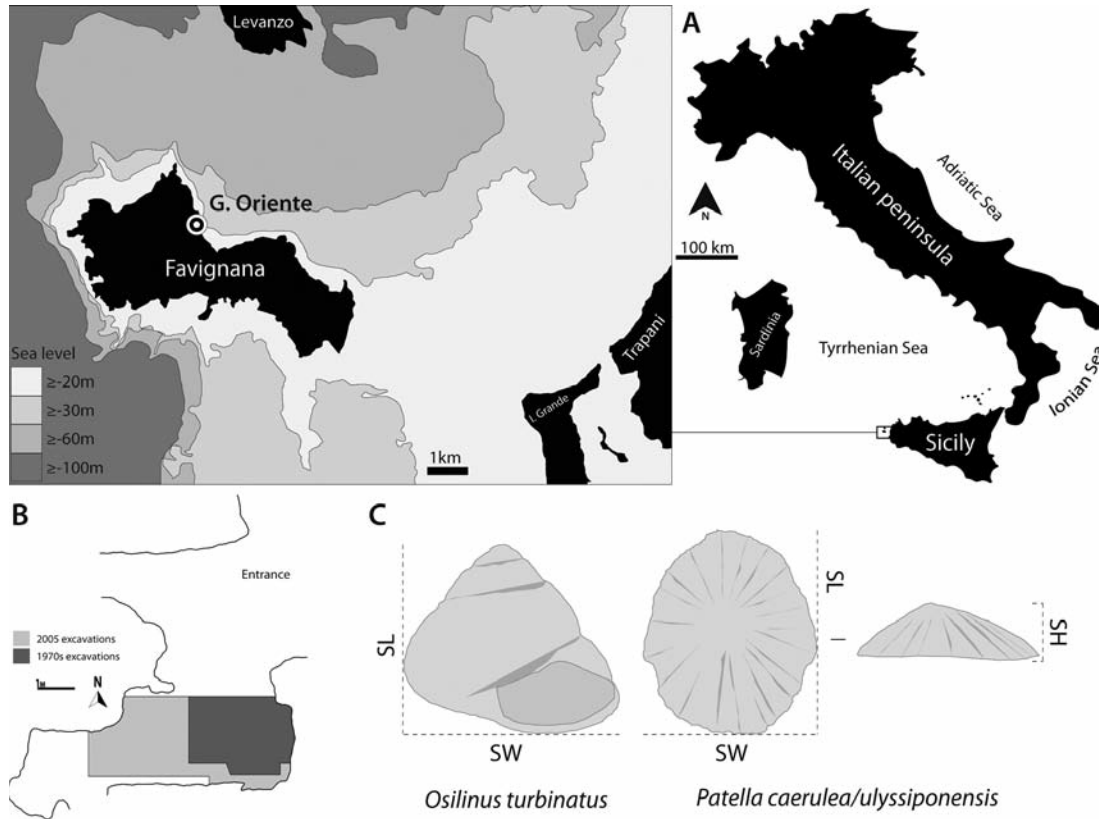 Levanzo
G. Oriente
Favignana
Trapani
I. Grande
Sea level
≥-20m
≥-30m
≥-60m
≥-100m
1km
A
Italian peninsula
Adriatic Sea
N
100 km
Sardinia
Tyrrhenian Sea
Ionian Sea
Sicily
B
Entrance
2005 excavations
1970s excavations
1M
N
C
SL
SW
SL
SW
SH
Osilinus turbinatus
Patella caerulea/ulyssiponensis